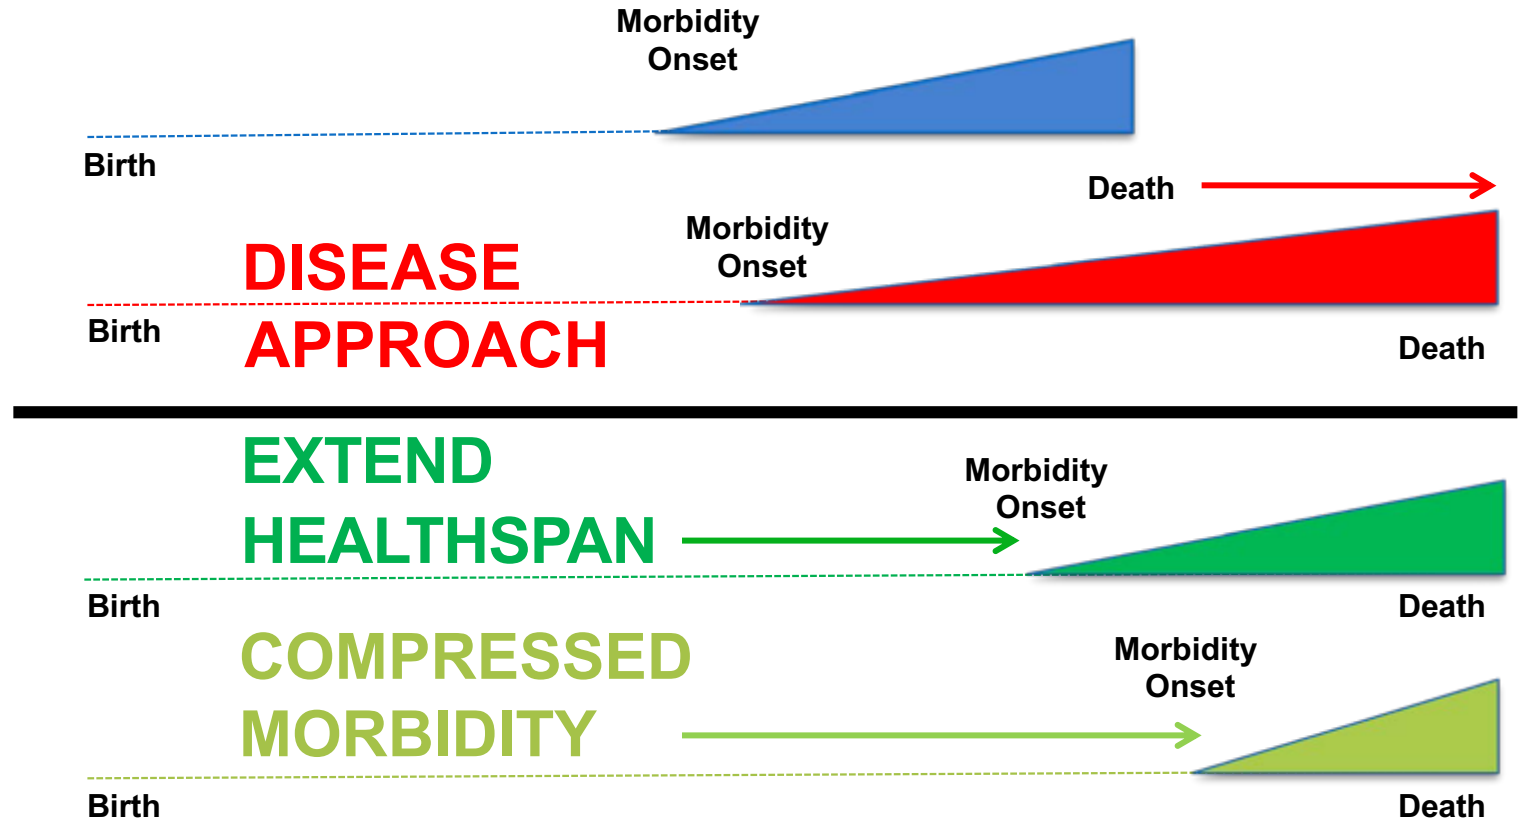 Morbidity
Onset
Birth
Death
Morbidity
Onset
DISEASE
APPROACH
Birth
Death
EXTEND
HEALTHSPAN
Morbidity
Onset
Birth
Death
COMPRESSED
MORBIDITY
Morbidity
Onset
Birth
Death